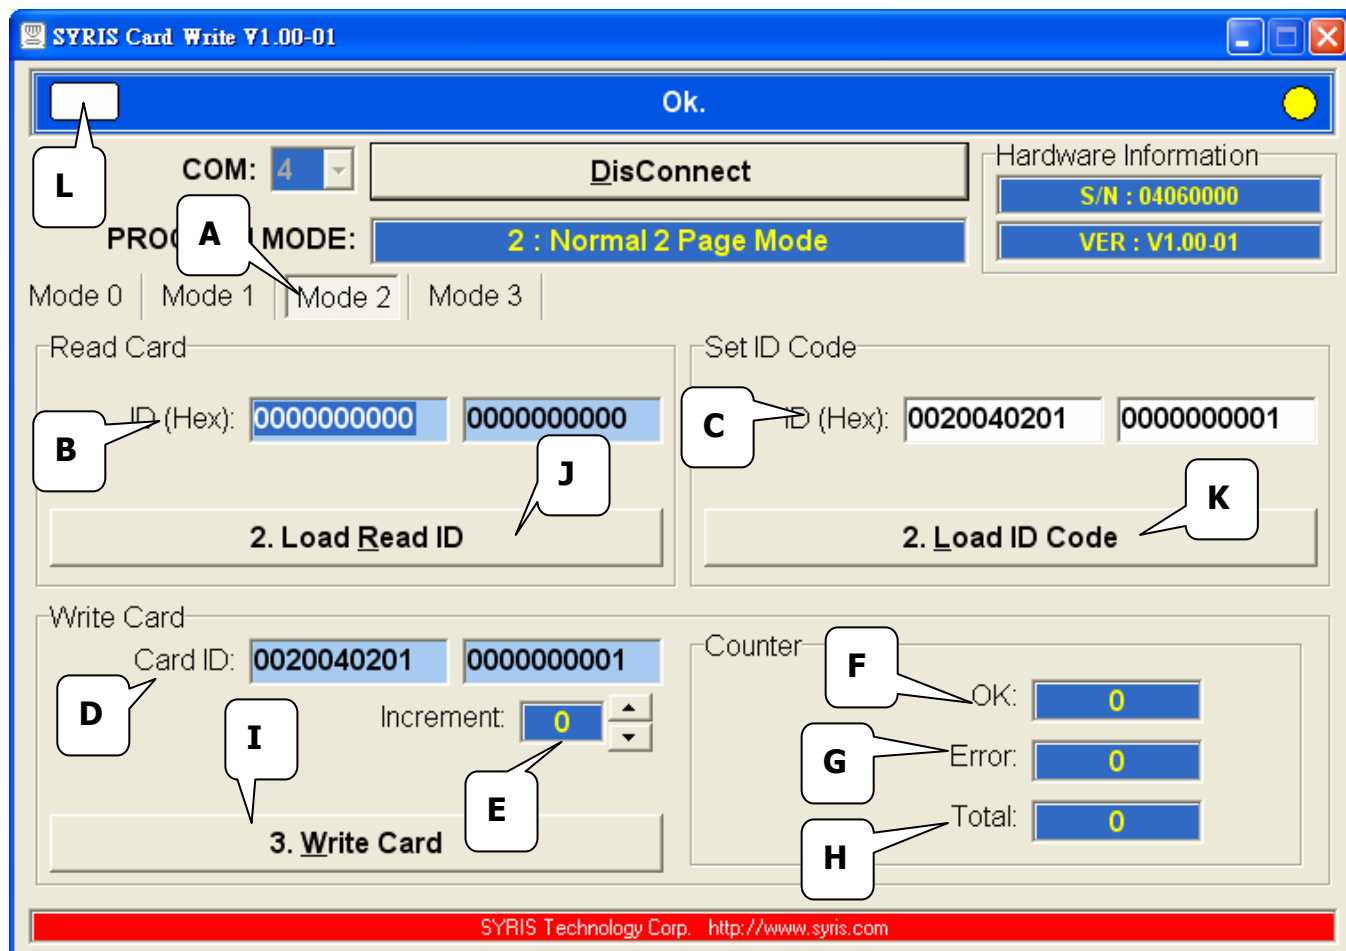 SYRIS Card Write V1.00-01
Ok.
L
COM: 4 DisConnect
Hardware Information
S/N : 04060000
A
PROG MODE: 2 : Normal 2 Page Mode
VER : V1.00-01
Mode 0 Mode 1 Mode 2 Mode 3
Read Card
Set ID Code
B
ID (Hex): 0000000000 0000000000
C
ID (Hex): 0020040201 0000000001
J
K
2. Load Read ID
2. Load ID Code
Write Card
Card ID: 0020040201 0000000001
Counter
F
D
I
Increment: 0
OK: 0
G
Error: 0
E
Total: 0
H
3. Write Card
SYRIS Technology Corp. http://www.syris.com